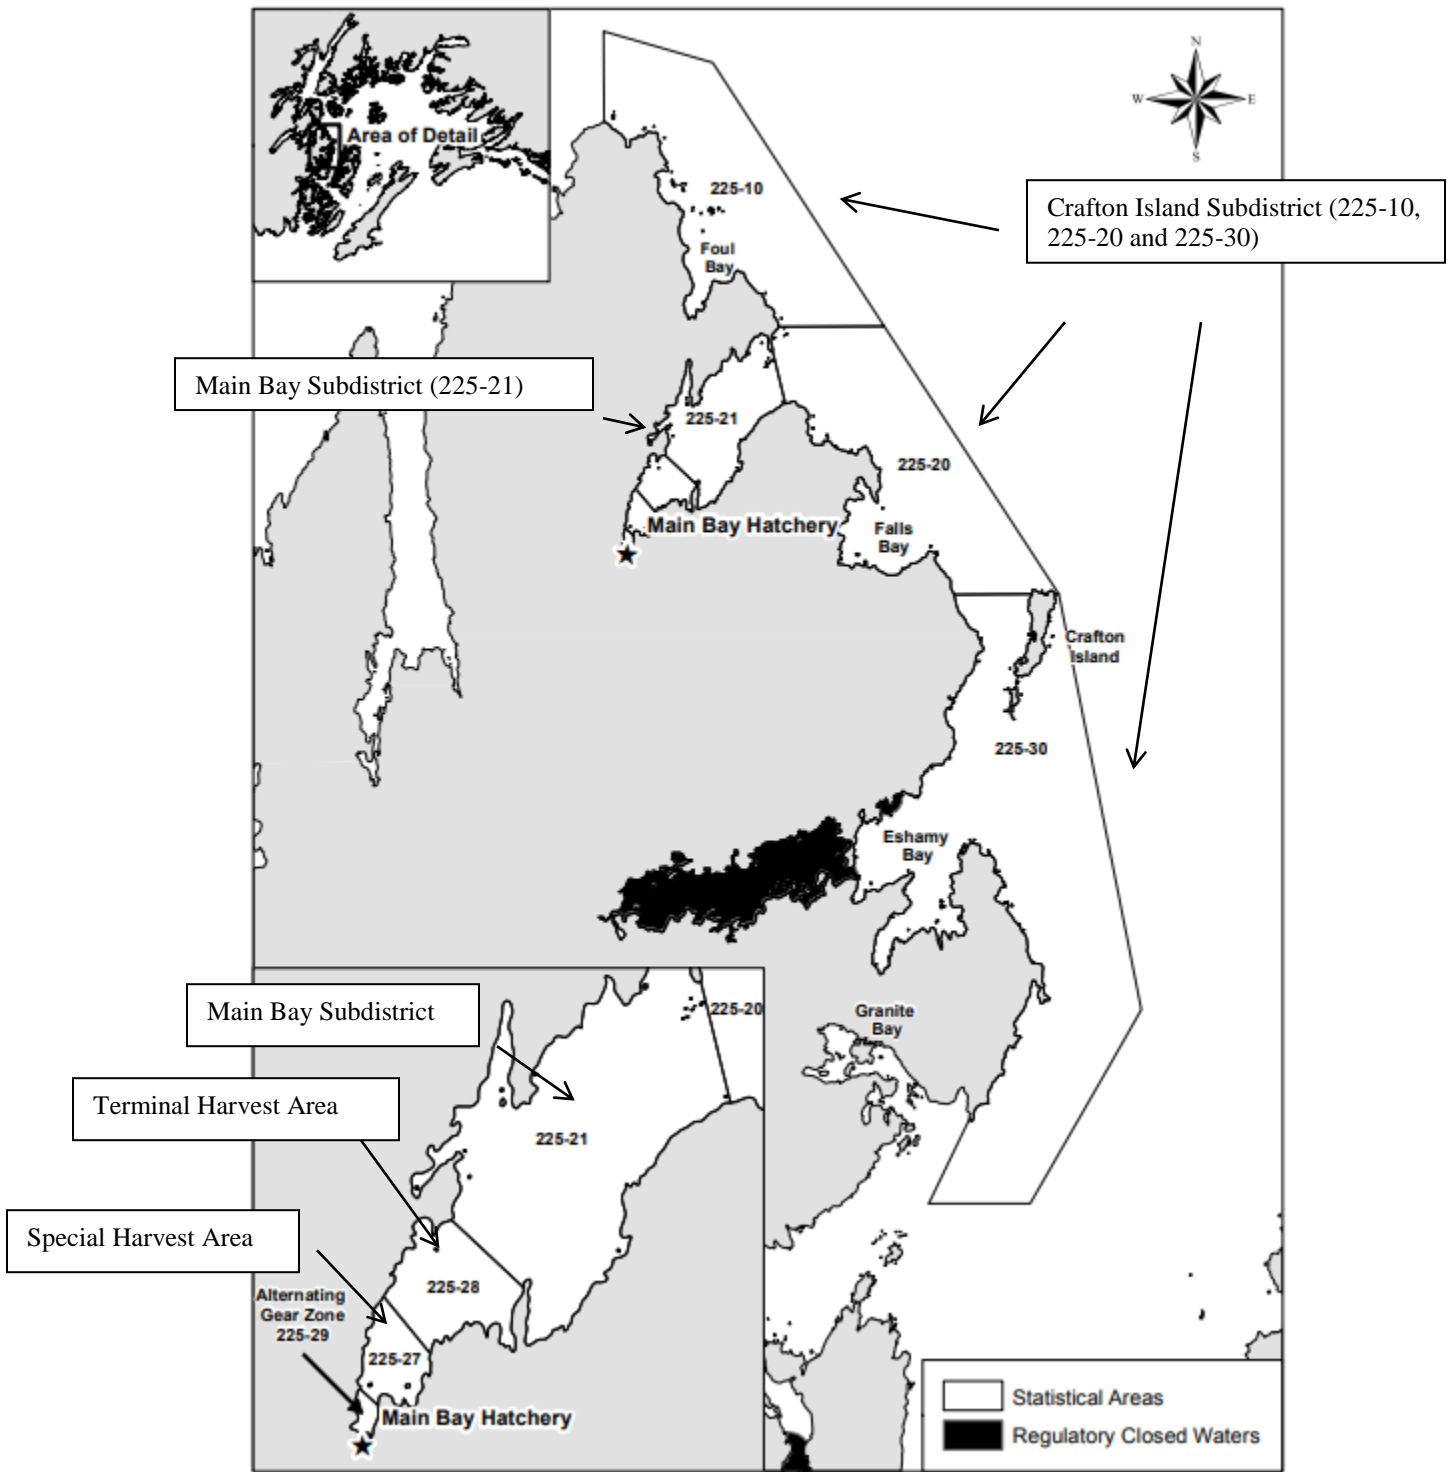 N
W
E
S
Area of Detail
225-10
Crafton Island Subdistrict (225-10,
225-20 and 225-30)
Foul
Bay
Main Bay Subdistrict (225-21)
225-21
225-20
Main Bay Hatchery
Falls
Bay
Crafton
Island
225-30
Eshamy
Bay
Main Bay Subdistrict
225-20
Granite
Bay
Terminal Harvest Area
225-21
Special Harvest Area
225-28
Alternating
Gear Zone
225-29
225-27
Main Bay Hatchery
Statistical Areas
Regulatory Closed Waters